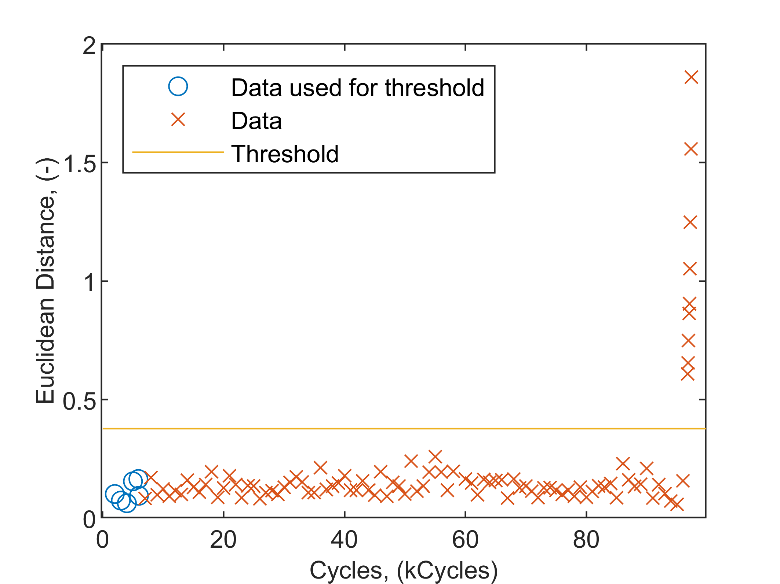 2
Data used for threshold
Data
Threshold
1.5
1
0.5
0
Euclidean Distance, (-)
0 20 40 60 80
Cycles, (kCycles)